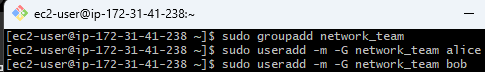 ec2-user@ip-172-31-41-238:~
[ec2-user@ip-172-31-41-238 ~]$ sudo groupadd network_team
[ec2-user@ip-172-31-41-238 ~]$ sudo useradd -m -G network_team alice
[ec2-user@ip-172-31-41-238 ~]$ sudo useradd -m -G network_team bob